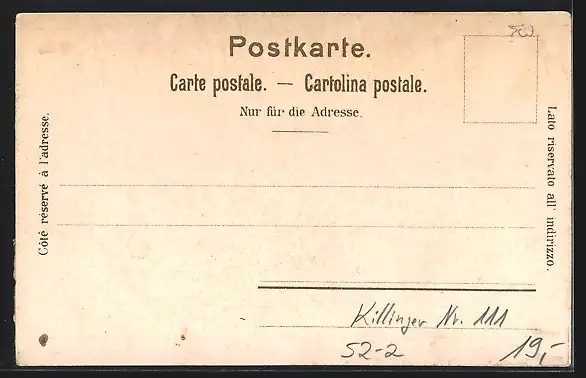 Postkarte.
Carte postale. — Cartolina postale.
Nur für die Adresse.
Côté réservé à l'adresse.
Lato riservato all' indirizzo.
Killinger Nr. 111
52-2
19,-